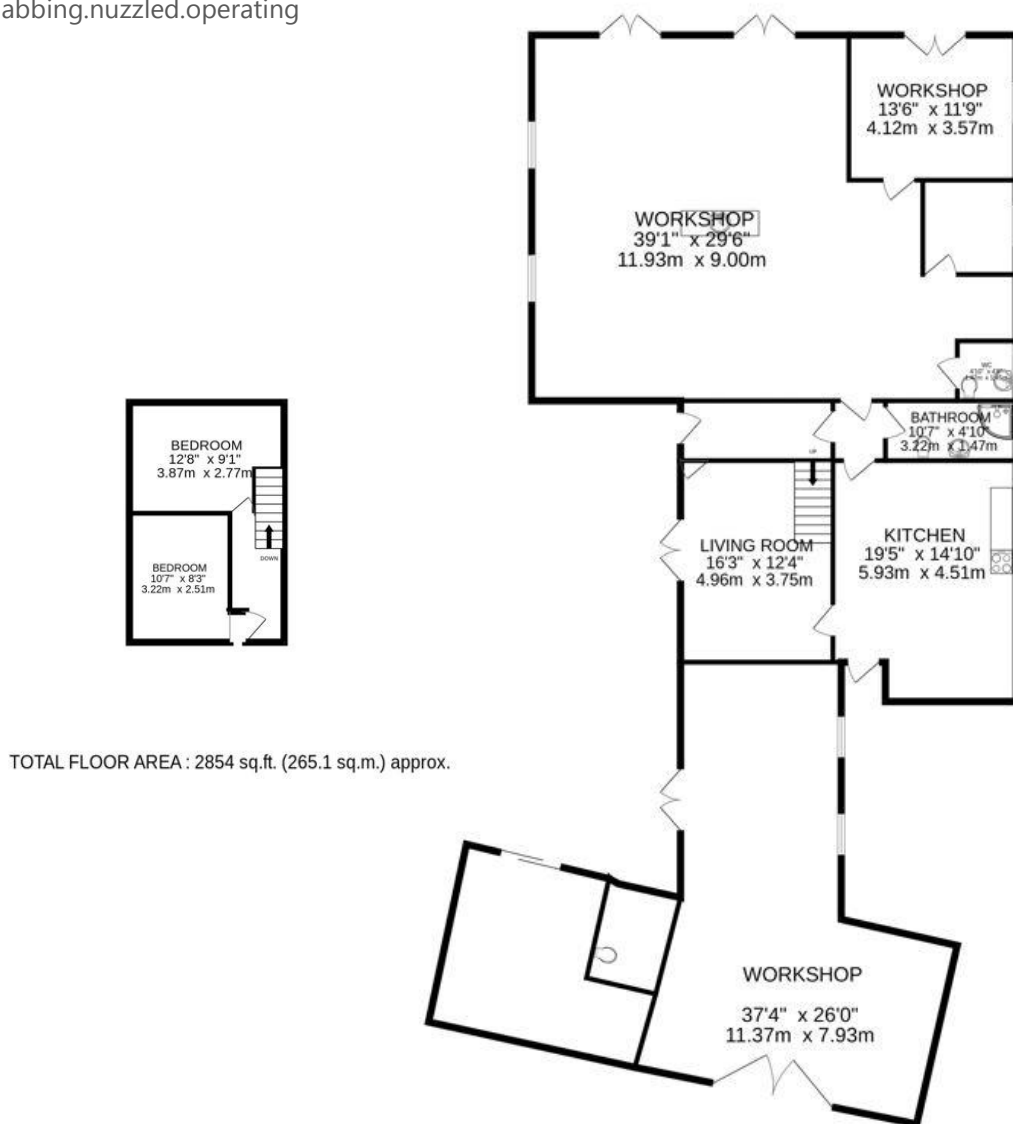 abbing.nuzzled.operating
WORKSHOP
13'6" x 11'9"
4.12m x 3.57m
WORKSHOP
39'1" x 29'6"
11.93m x 9.00m
WC
BATHROOM
10'7" x 4'10"
3.22m x 1.47m
UP
BEDROOM
12'8" x 9'1"
3.87m x 2.77m
KITCHEN
19'5" x 14'10"
5.93m x 4.51m
LIVING ROOM
16'3" x 12'4"
4.96m x 3.75m
DOWN
BEDROOM
10'7" x 8'3"
3.22m x 2.51m
TOTAL FLOOR AREA : 2854 sq.ft. (265.1 sq.m.) approx.
WORKSHOP
37'4" x 26'0"
11.37m x 7.93m